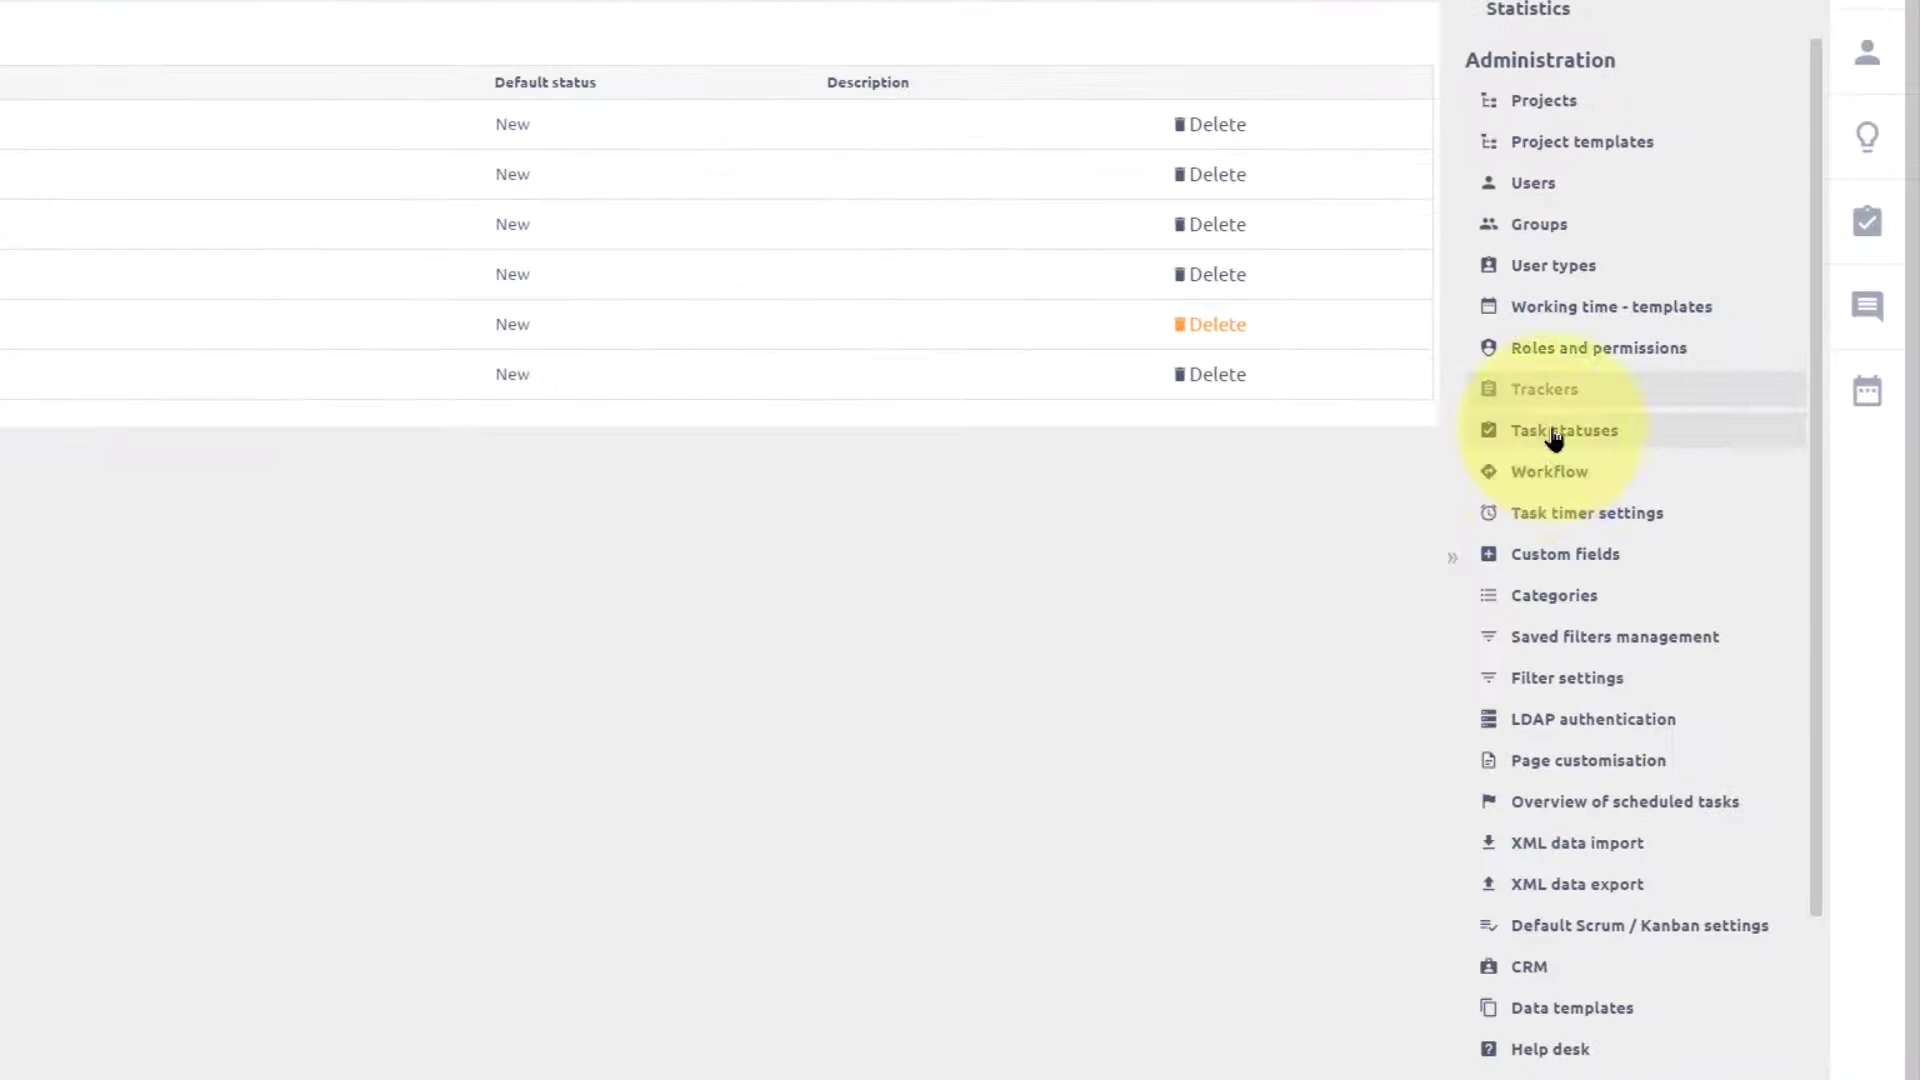 Default status Description
New Delete
New Delete
New Delete
New Delete
New Delete
New Delete
Statistics
Administration
Projects
Project templates
Users
Groups
User types
Working time - templates
Roles and permissions
Trackers
Task statuses
Workflow
Task timer settings
Custom fields
Categories
Saved filters management
Filter settings
LDAP authentication
Page customisation
Overview of scheduled tasks
XML data import
XML data export
Default Scrum / Kanban settings
CRM
Data templates
Help desk